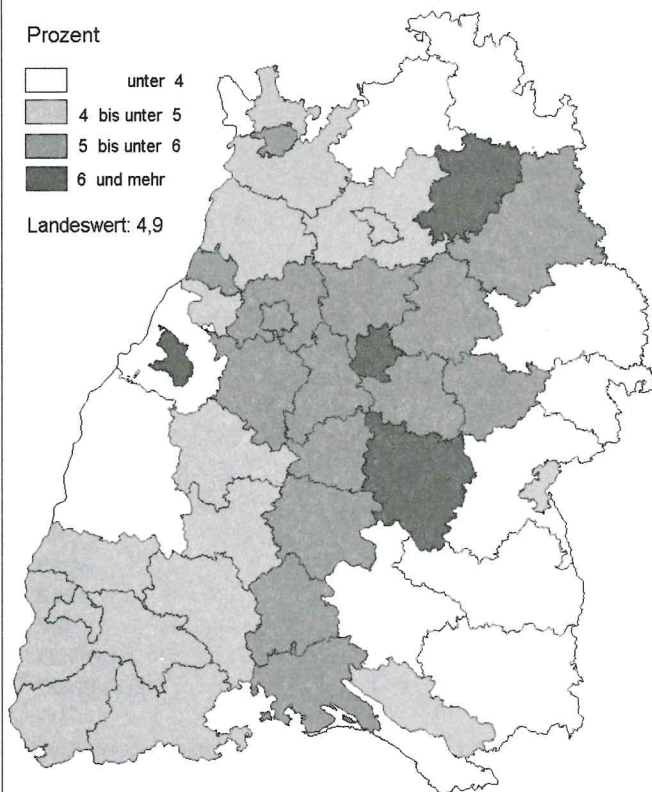 Prozent
unter 4
4 bis unter 5
5 bis unter 6
6 und mehr
Landeswert: 4,9